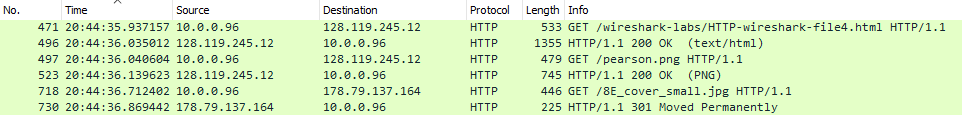 No. Time Source Destination Protocol Length Info
471 20:44:35.937157 10.0.0.96 128.119.245.12 HTTP 533 GET /wireshark-labs/HTTP-wireshark-file4.html HTTP/1.1
496 20:44:36.035012 128.119.245.12 10.0.0.96 HTTP 1355 HTTP/1.1 200 OK (text/html)
497 20:44:36.040604 10.0.0.96 128.119.245.12 HTTP 479 GET /pearson.png HTTP/1.1
523 20:44:36.139623 128.119.245.12 10.0.0.96 HTTP 745 HTTP/1.1 200 OK (PNG)
718 20:44:36.712402 10.0.0.96 178.79.137.164 HTTP 446 GET /8E_cover_small.jpg HTTP/1.1
730 20:44:36.869442 178.79.137.164 10.0.0.96 HTTP 225 HTTP/1.1 301 Moved Permanently